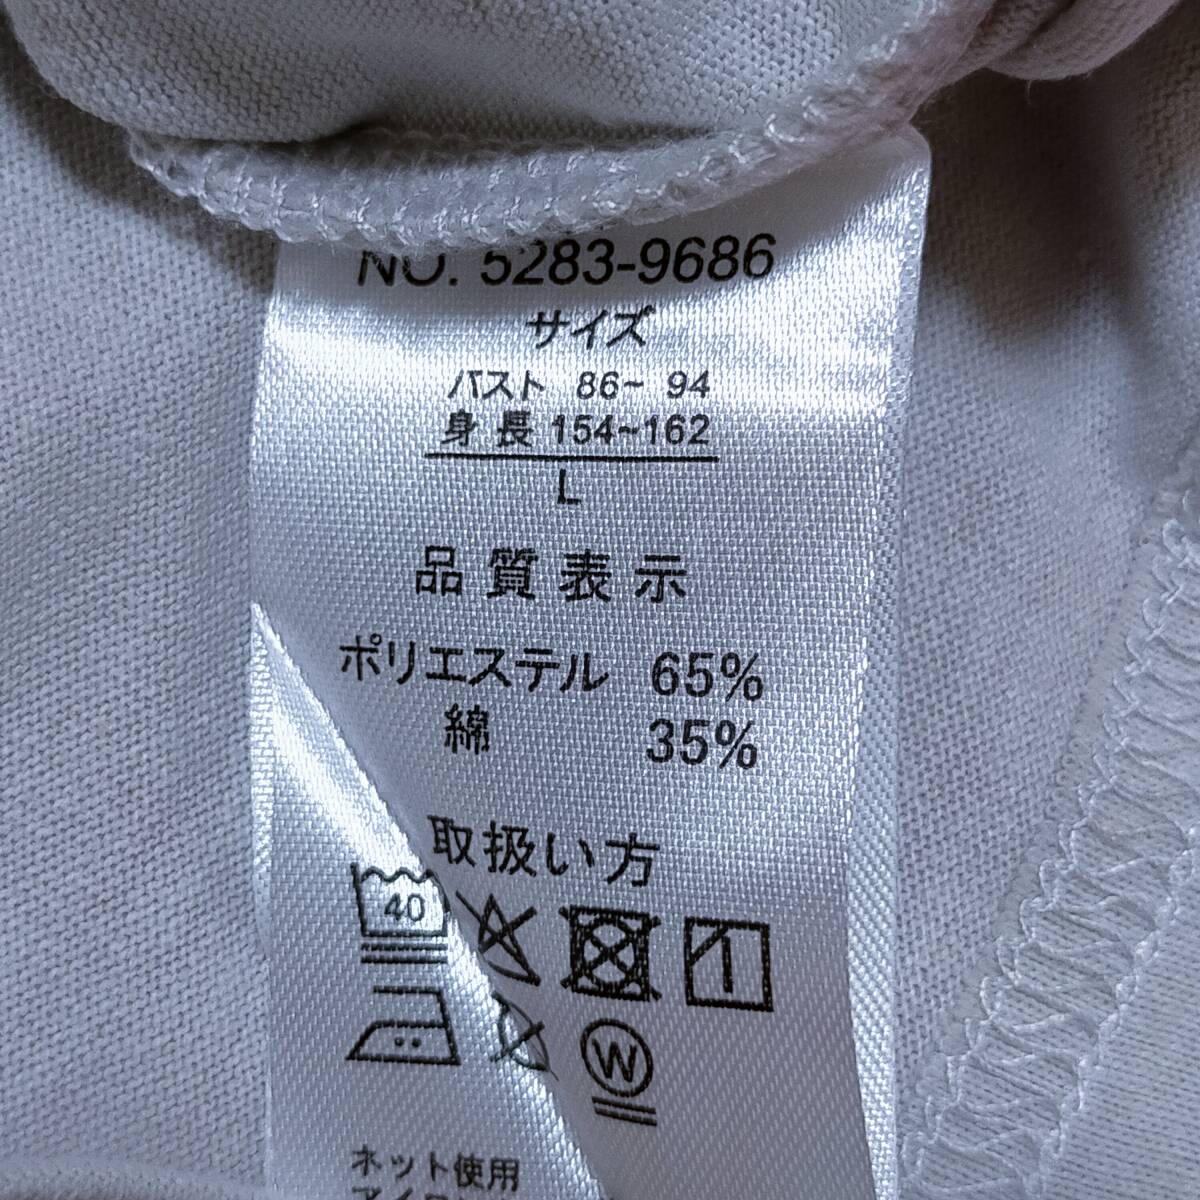 NO. 5283-9686
サイズ
バスト 86~ 94
身長 154~162
L
品質表示
ポリエステル 65%
綿 35%
取扱い方
40
W
ネット使用